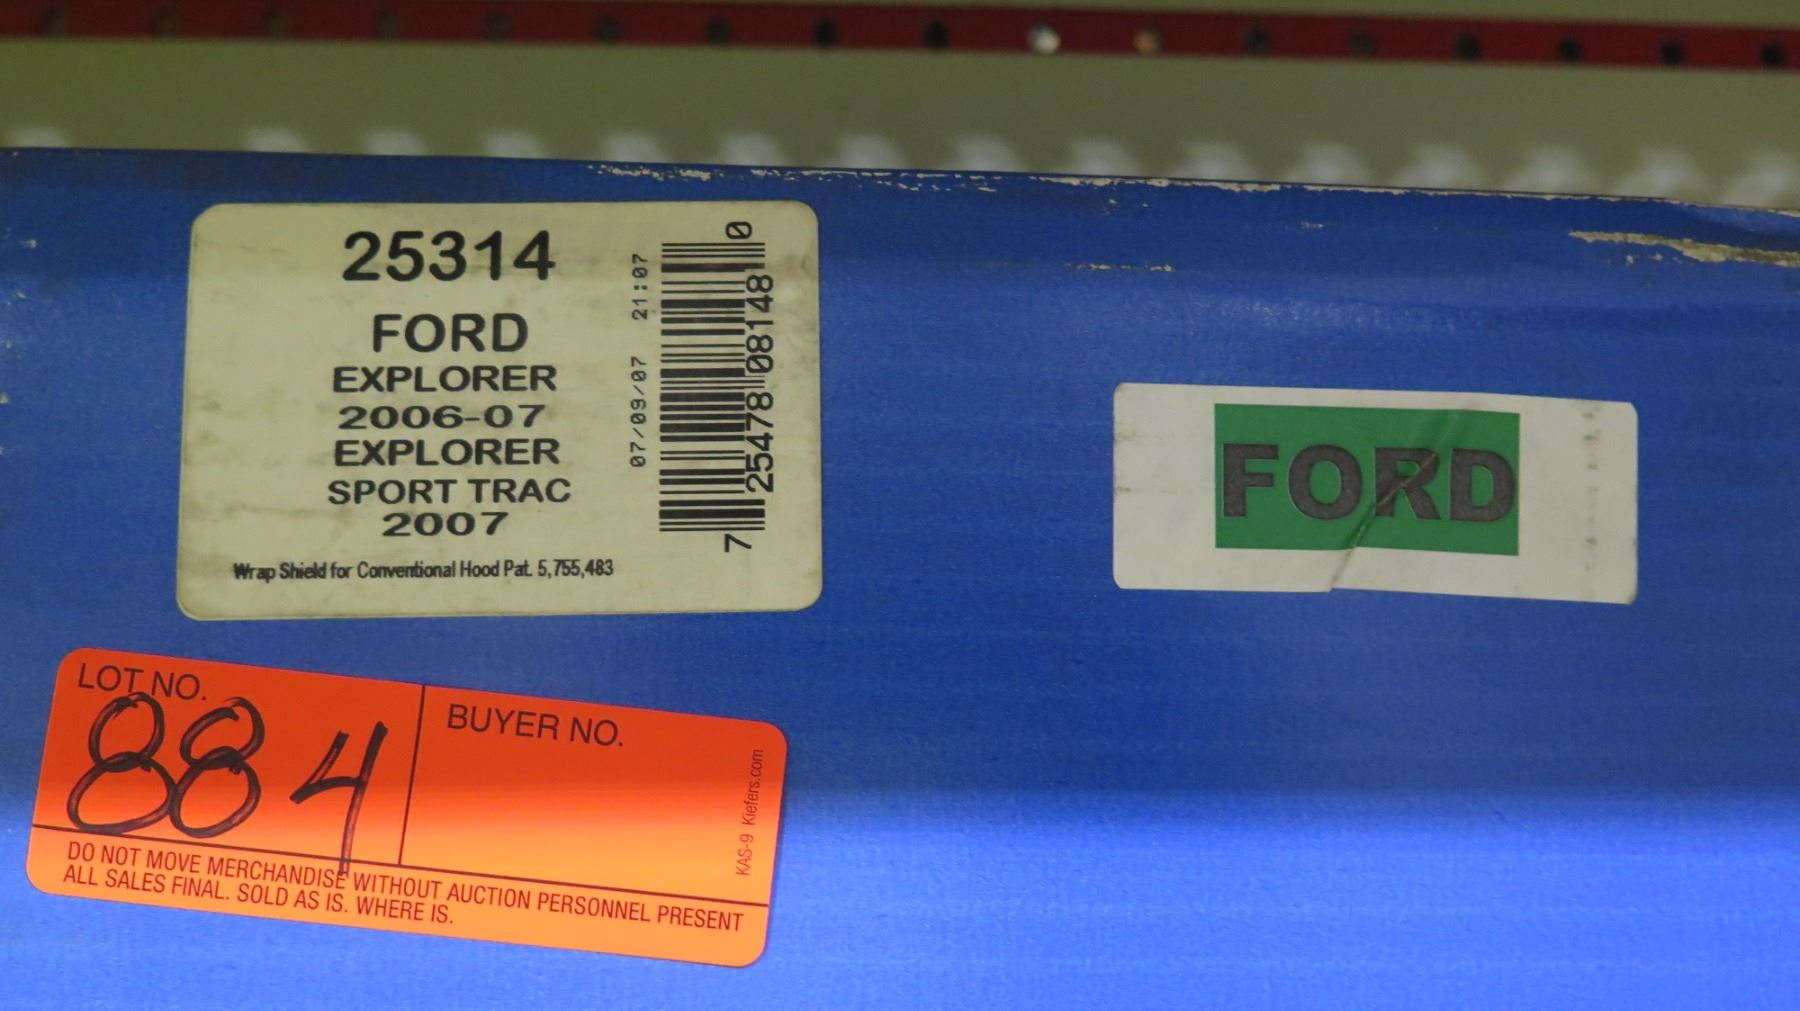 25314
FORD
EXPLORER
2006-07
EXPLORER
SPORT TRAC
2007
Wrap Shield for Conventional Hood Pat. 5,755,483
07/09/07 21:07
7 25478 08148 0
FORD
LOT NO.
884
BUYER NO.
KAS-9 Kiefers.com
DO NOT MOVE MERCHANDISE WITHOUT AUCTION PERSONNEL PRESENT
ALL SALES FINAL. SOLD AS IS. WHERE IS.